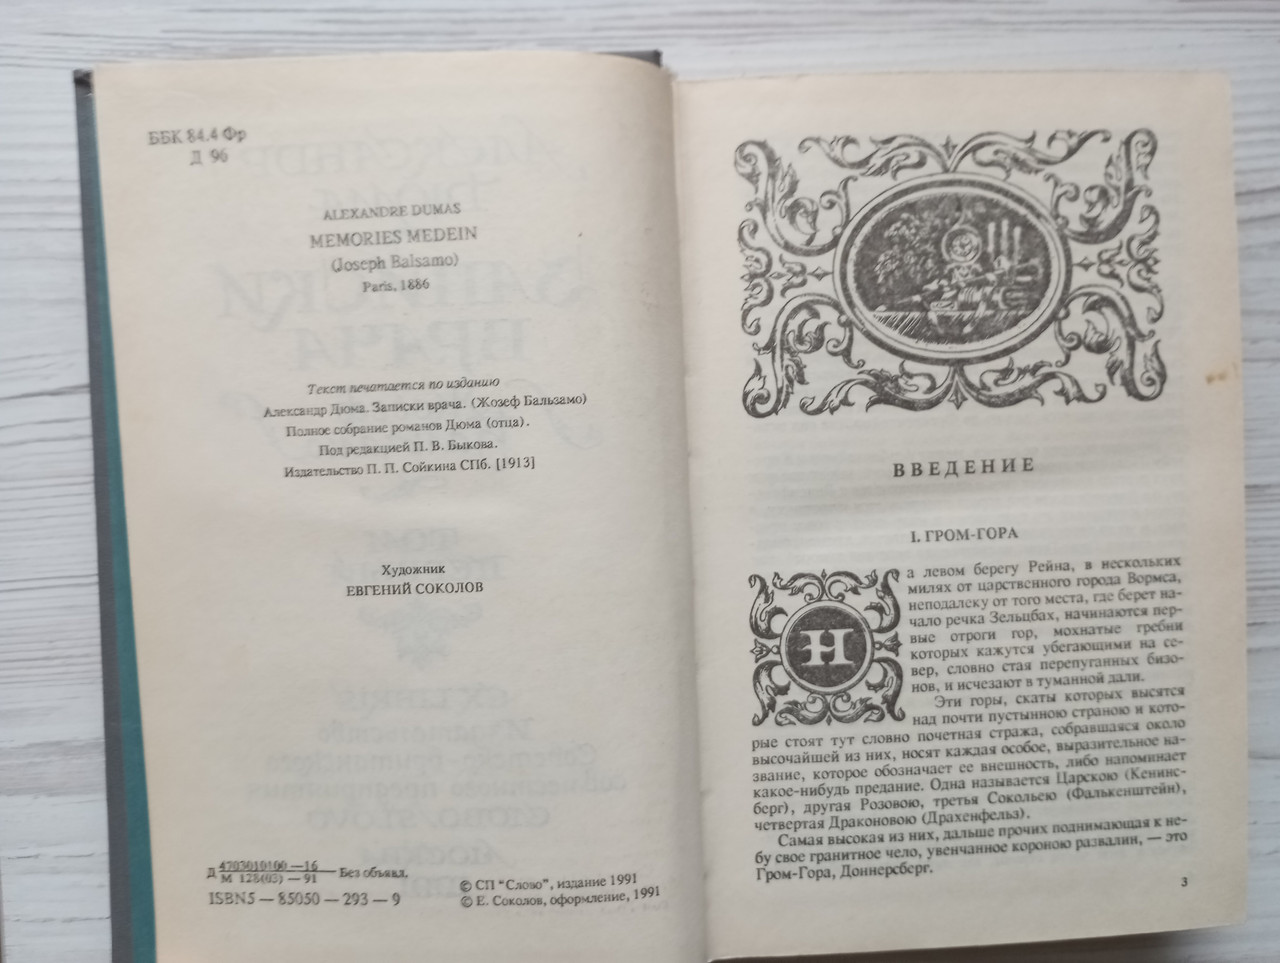 ББК 84.4 Фр
Д 96
ALEXANDRE DUMAS
MEMORIES MEDEIN
(Joseph Balsamo)
Paris, 1886
Текст печатается по изданию
Александр Дюма. Записки врача. (Жозеф Бальзамо)
Полное собрание романов Дюма (отца).
Под редакцией П. В. Быкова.
Издательство П. П. Сойкина СПб. [1913]
Художник
ЕВГЕНИЙ СОКОЛОВ
Д 4703010100 — 16
М 128(03) — 91 Без объявл.
ISBN5 — 85050 — 293 — 9
© СП "Слово", издание 1991
© Е. Соколов, оформление, 1991
ВВЕДЕНИЕ
I. ГРОМ-ГОРА
На левом берегу Рейна, в нескольких
милях от царственного города Вормса,
неподалеку от того места, где берет на-
чало речка Зельцбах, начинаются пер-
вые отроги гор, мохнатые гребни
которых кажутся убегающими на се-
вер, словно стая перепуганных бизо-
нов, и исчезают в туманной дали.
Эти горы, скаты которых высятся
над почти пустынною страною и кото-
рые стоят тут словно почетная стража, собравшаяся около
высочайшей из них, носят каждая особое, выразительное на-
звание, которое обозначает ее внешность, либо напоминает
какое-нибудь предание. Одна называется Царскою (Кенинс-
берг), другая Розовою, третья Сокольею (Фалькенштейн),
четвертая Драконовою (Драхенфельз).
Самая высокая из них, дальше прочих поднимающая к не-
бу свое гранитное чело, увенчанное короною развалин, — это
Гром-Гора, Доннерсберг.
3